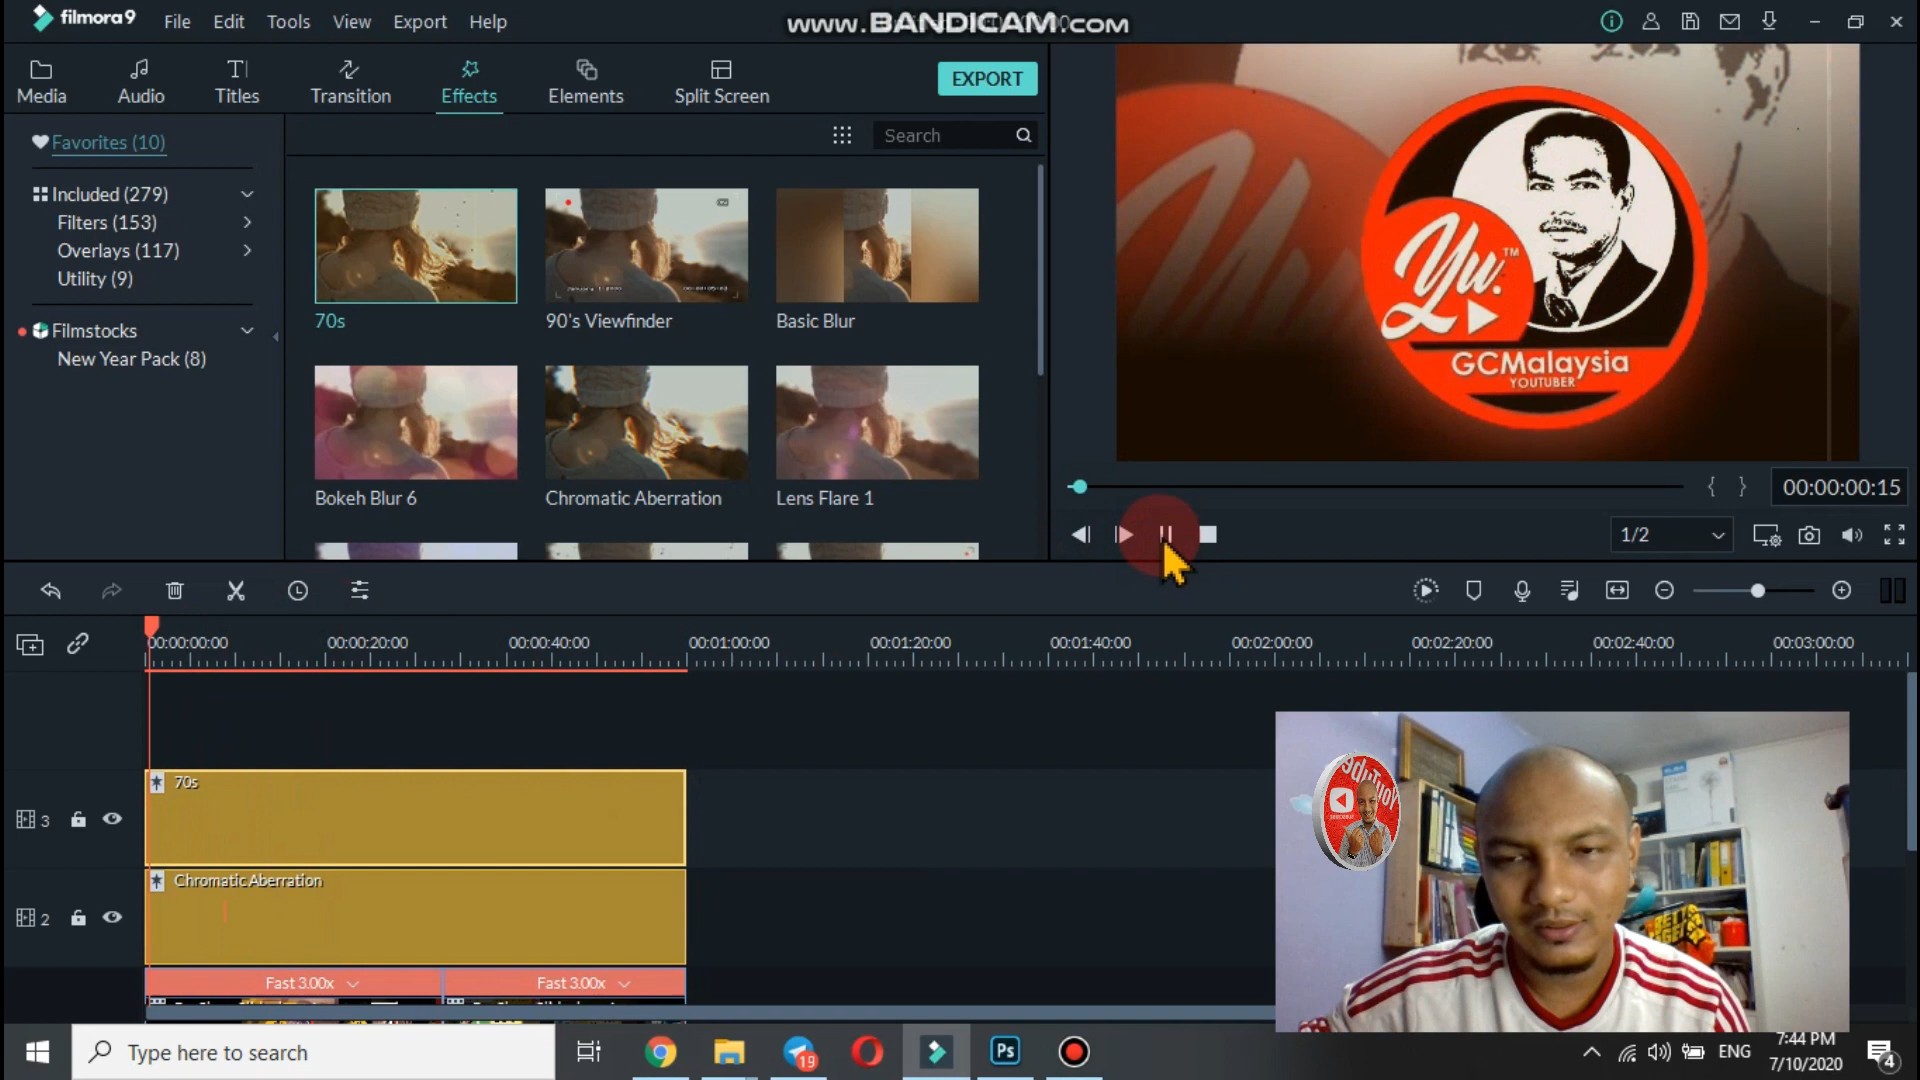 filmora9
File Edit Tools View Export Help
www.BANDICAM.com
Media
Audio
Titles
Transition
Effects
Elements
Split Screen
EXPORT
Favorites (10)
Included (279)
Filters (153)
Overlays (117)
Utility (9)
Filmstocks
New Year Pack (8)
Search
70s
90's Viewfinder
Basic Blur
Bokeh Blur 6
Chromatic Aberration
Lens Flare 1
Yu.
TM
GCMalaysia
YOUTUBER
00:00:00:15
1/2
00:00:00:00 00:00:20:00 00:00:40:00 00:01:00:00 00:01:20:00 00:01:40:00 00:02:00:00 00:02:20:00 00:02:40:00 00:03:00:00
3
70s
2
Chromatic Aberration
Fast 3.00x
Fast 3.00x
Type here to search
19
Ps
ENG
7:44 PM
7/10/2020
4